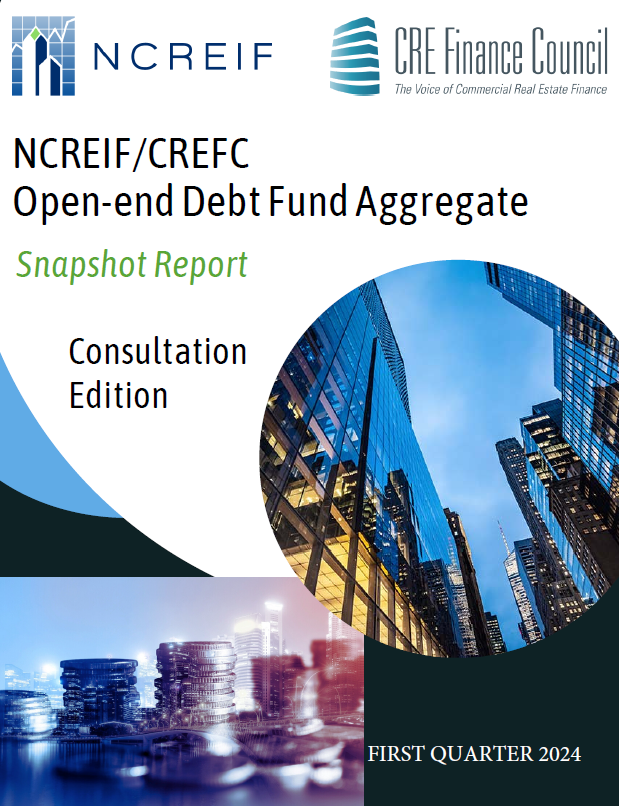 NCREIF
CRE Finance Council
The Voice of Commercial Real Estate Finance
NCREIF/CREFC
Open-end Debt Fund Aggregate
Snapshot Report
Consultation
Edition
FIRST QUARTER 2024